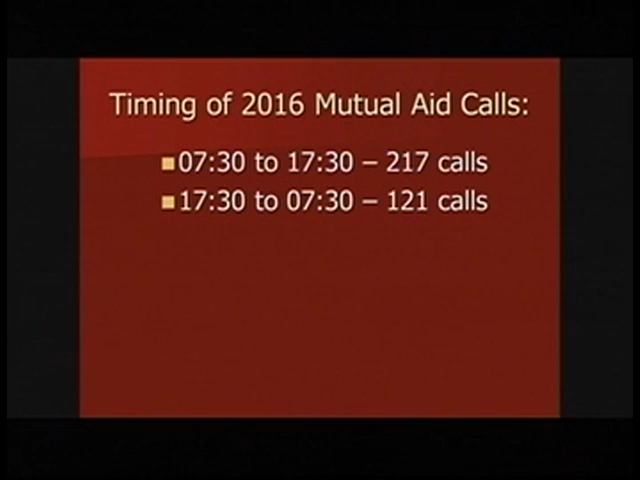 Timing of 2016 Mutual Aid Calls:
07:30 to 17:30 – 217 calls
17:30 to 07:30 – 121 calls